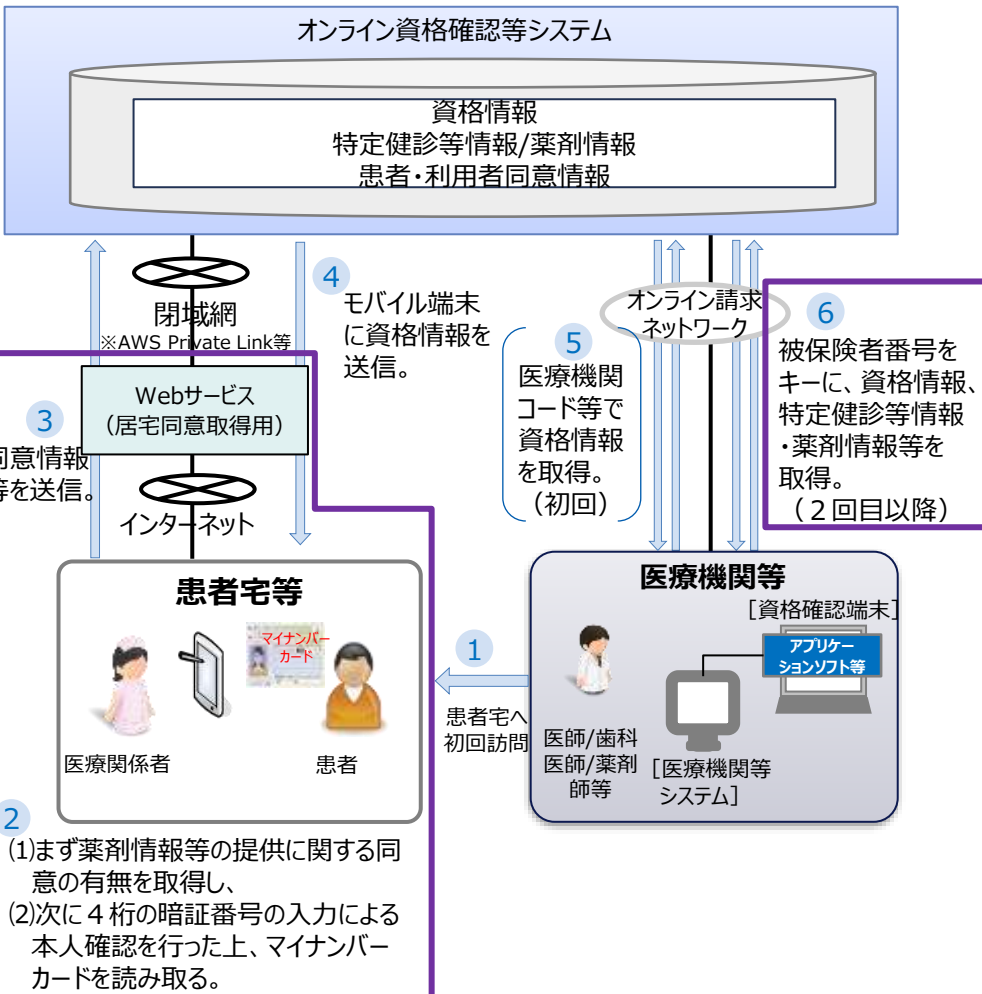 オンライン資格確認等システム
資格情報
特定健診等情報/薬剤情報
患者・利用者同意情報
閉域網
※AWS Private Link等
Webサービス
（居宅同意取得用）
3
同意情報
等を送信。
インターネット
4
モバイル端末
に資格情報を
送信。
オンライン請求
ネットワーク
5
医療機関
コード等で
資格情報
を取得。
（初回）
6
被保険者番号を
キーに、資格情報、
特定健診等情報
・薬剤情報等を
取得。
（２回目以降）
患者宅等
マイナンバー
カード
医療関係者
患者
1
患者宅へ
初回訪問
医療機関等
［資格確認端末］
アプリケー
ションソフト等
医師/歯科
医師/薬剤
師等
［医療機関等
システム］
2
⑴まず薬剤情報等の提供に関する同
意の有無を取得し、
⑵次に４桁の暗証番号の入力による
本人確認を行った上、マイナンバー
カードを読み取る。